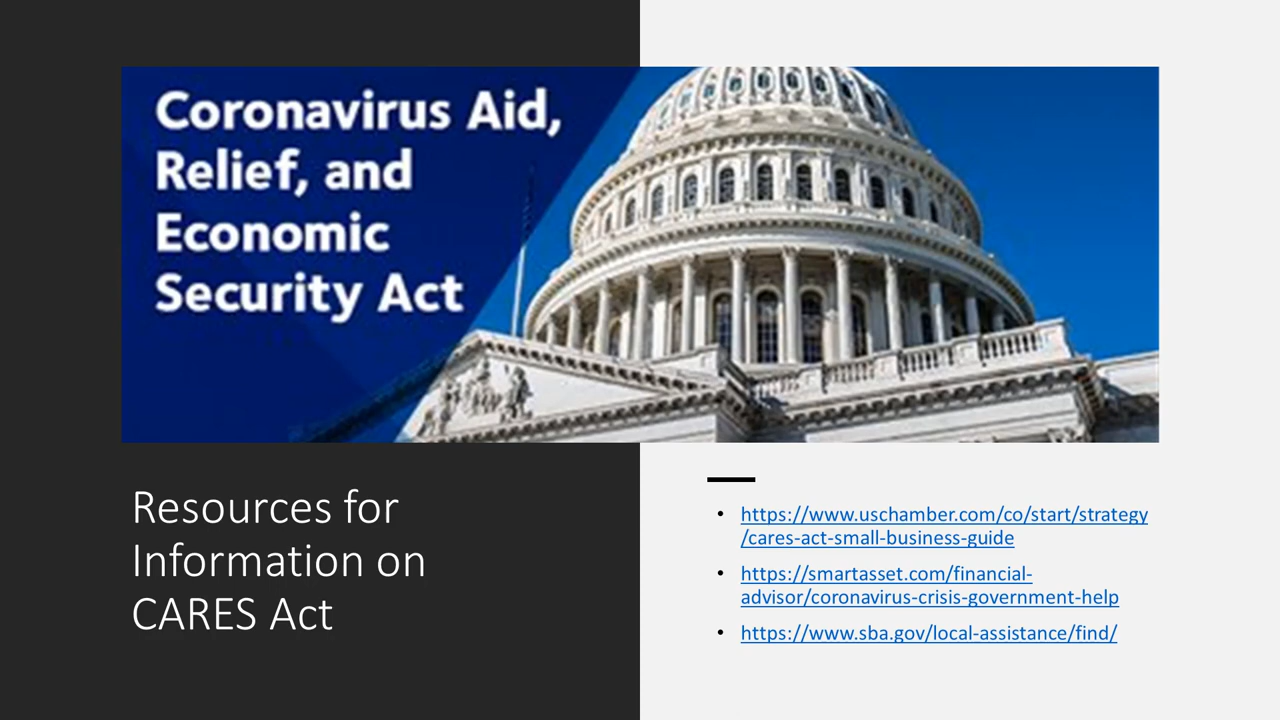 Coronavirus Aid,
Relief, and
Economic
Security Act
Resources for
Information on
CARES Act
• https://www.uschamber.com/co/start/strategy
/cares-act-small-business-guide
• https://smartasset.com/financial-
advisor/coronavirus-crisis-government-help
• https://www.sba.gov/local-assistance/find/